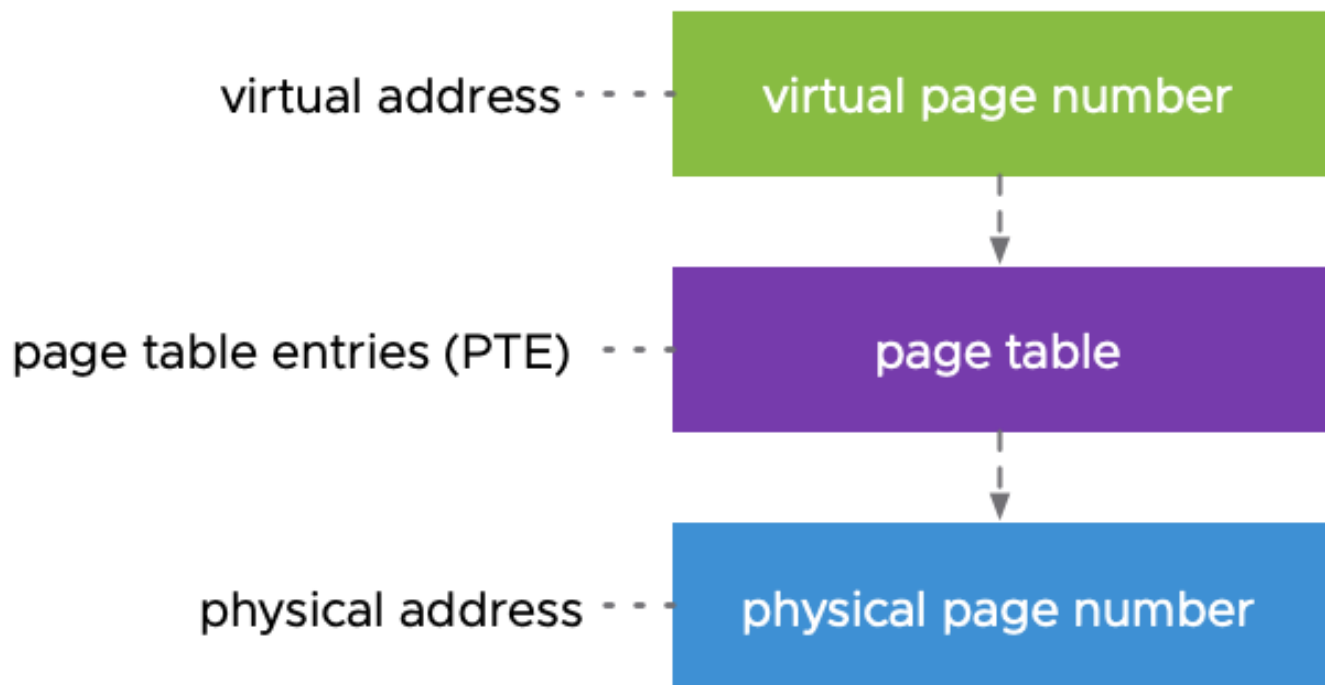 virtual address
virtual page number
page table entries (PTE)
page table
physical address
physical page number